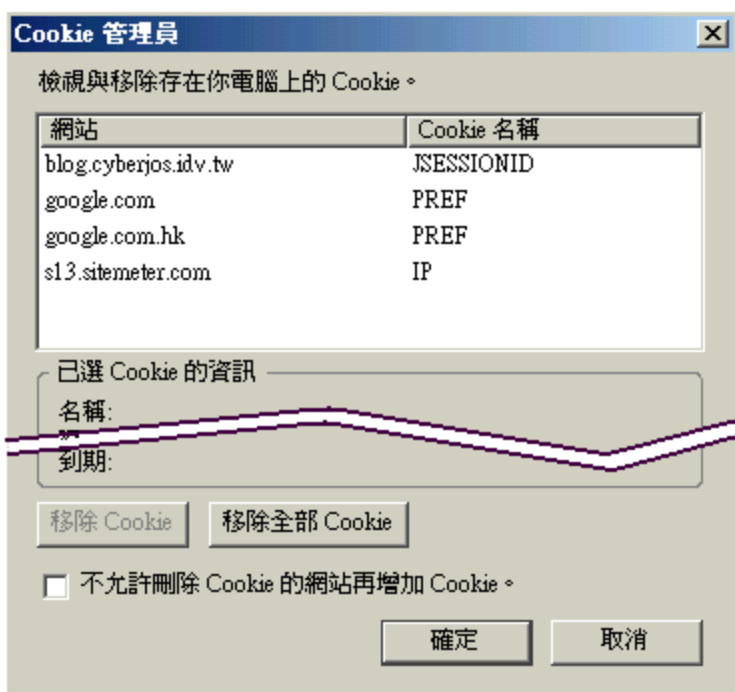 Cookie 管理員
檢視與移除存在你電腦上的 Cookie。
網站 Cookie 名稱
blog.cyberjos.idv.tw JSESSIONID
google.com PREF
google.com.hk PREF
s13.sitemeter.com IP
已選 Cookie 的資訊
名稱:
到期:
移除 Cookie 移除全部 Cookie
不允許刪除 Cookie 的網站再增加 Cookie。
確定 取消